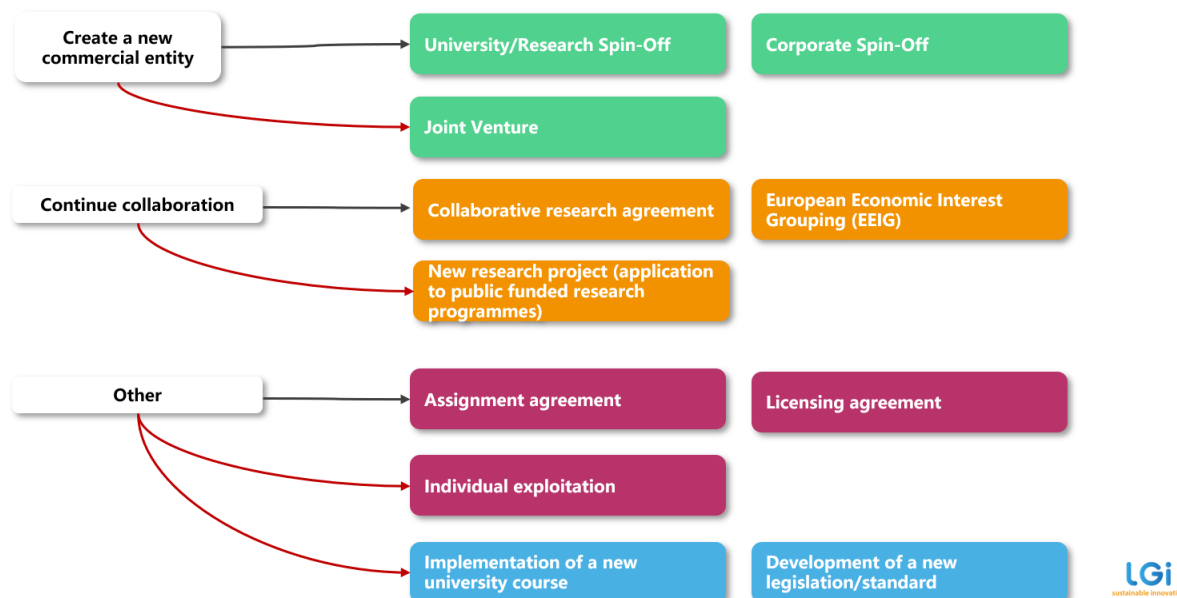 Create a new
commercial entity
University/Research Spin-Off
Corporate Spin-Off
Joint Venture
Continue collaboration
Collaborative research agreement
European Economic Interest
Grouping (EEIG)
New research project (application
to public funded research
programmes)
Other
Assignment agreement
Licensing agreement
Individual exploitation
Implementation of a new
university course
Development of a new
legislation/standard
LGi
sustainable innovati